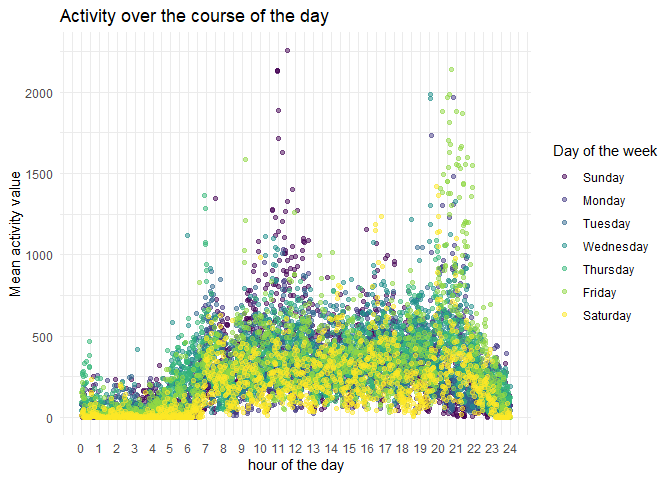 Activity over the course of the day
Mean activity value
2000
1500
1000
500
0
0 1 2 3 4 5 6 7 8 9 10 11 12 13 14 15 16 17 18 19 20 21 22 23 24
hour of the day
Day of the week
Sunday
Monday
Tuesday
Wednesday
Thursday
Friday
Saturday